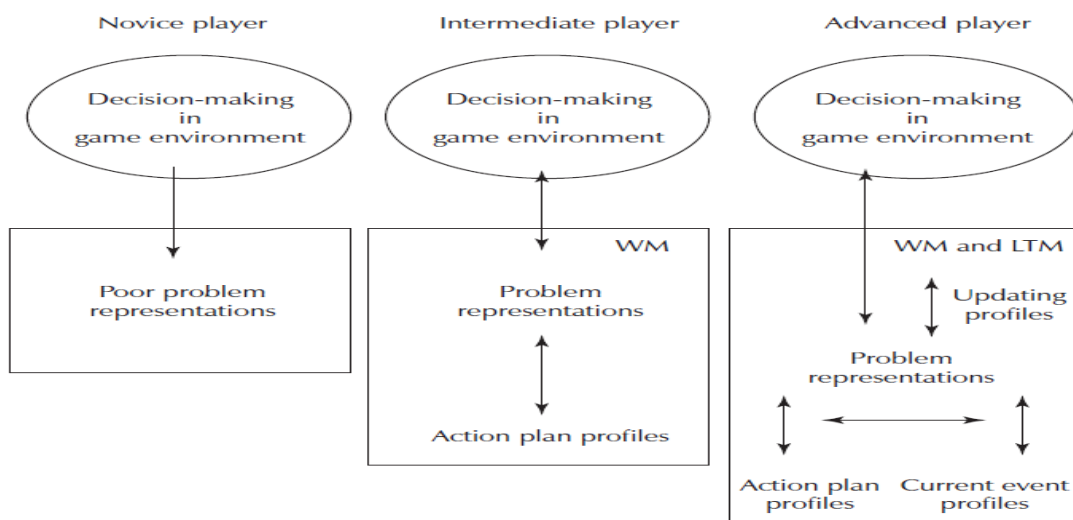 Novice player
Decision-making
in
game environment
Poor problem
representations
Intermediate player
Decision-making
in
game environment
WM
Problem
representations
Action plan profiles
Advanced player
Decision-making
in
game environment
WM and LTM
Updating
profiles
Problem
representations
Action plan
profiles
Current event
profiles